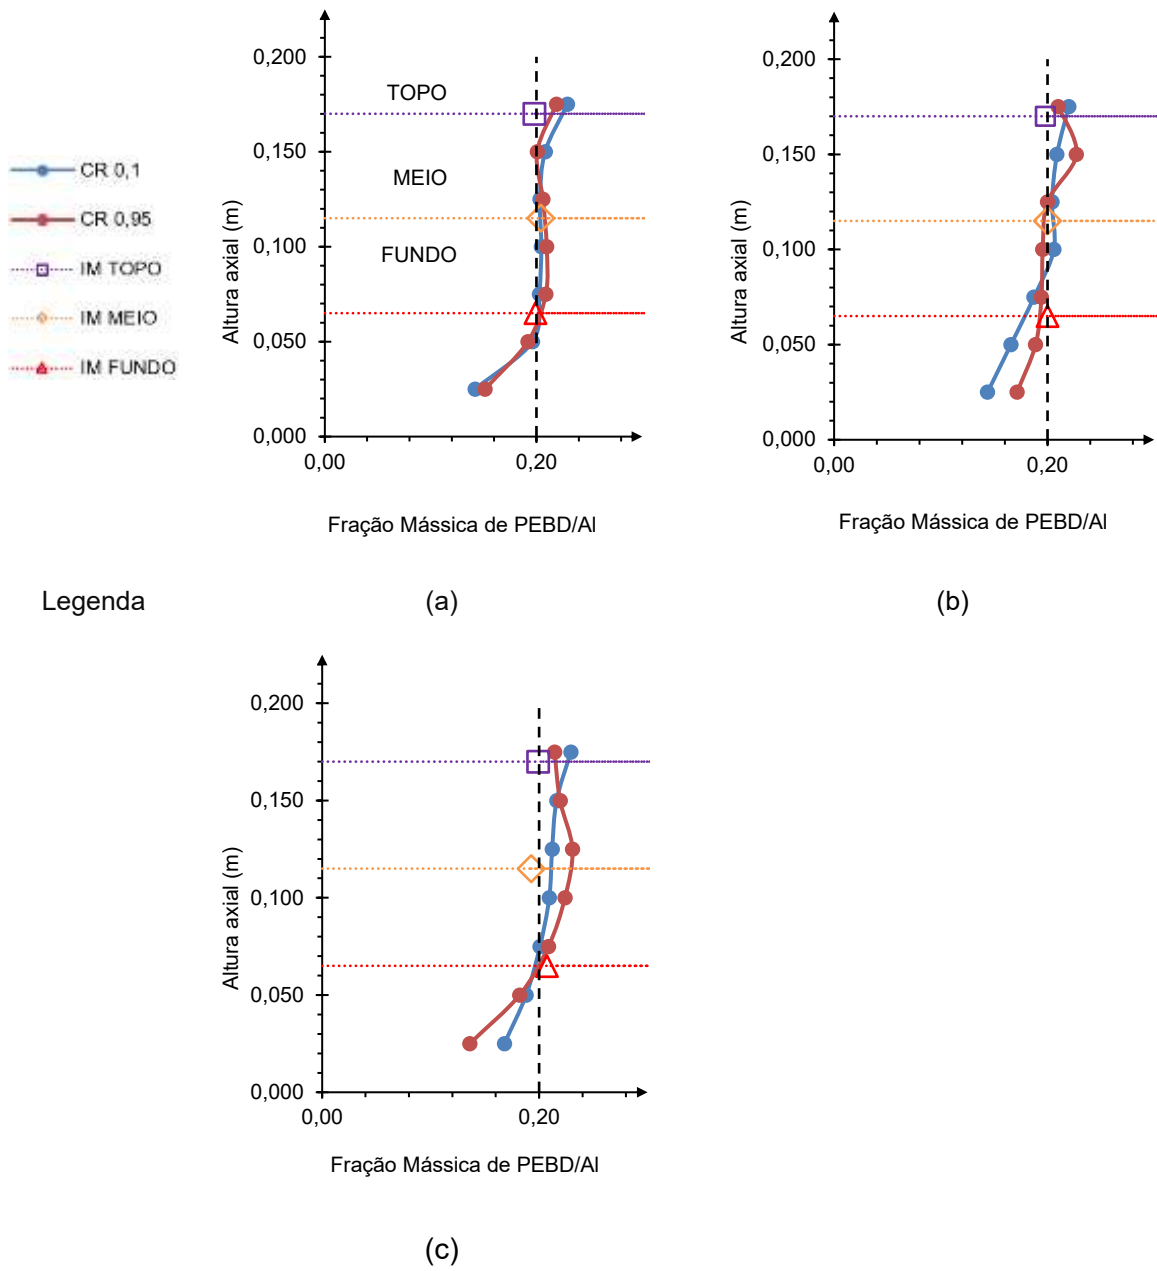 CR 0,1
CR 0,95
IM TOPO
IM MEIO
IM FUNDO
Legenda
Altura axial (m)
0,200
0,150
0,100
0,050
0,000
TOPO
MEIO
FUNDO
0,00
0,20
Fração Mássica de PEBD/Al
(a)
Altura axial (m)
0,200
0,150
0,100
0,050
0,000
0,00
0,20
Fração Mássica de PEBD/Al
(b)
Altura axial (m)
0,200
0,150
0,100
0,050
0,000
0,00
0,20
Fração Mássica de PEBD/Al
(c)